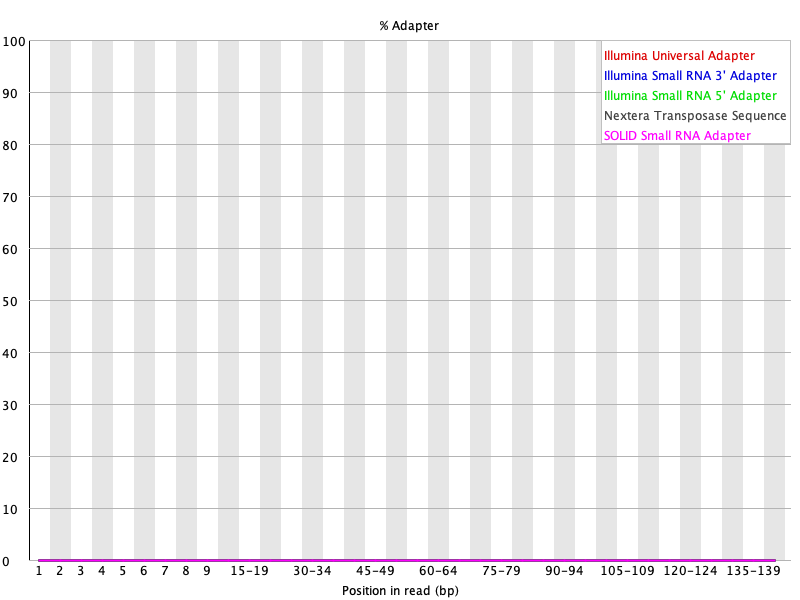 % Adapter
Illumina Universal Adapter
Illumina Small RNA 3' Adapter
Illumina Small RNA 5' Adapter
Nextera Transposase Sequence
SOLID Small RNA Adapter
100
90
80
70
60
50
40
30
20
10
0
1 2 3 4 5 6 7 8 9 15-19 30-34 45-49 60-64 75-79 90-94 105-109 120-124 135-139
Position in read (bp)